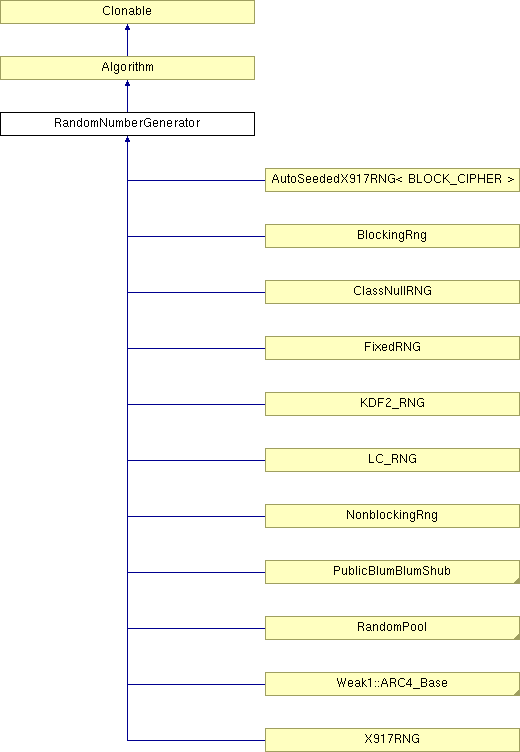 Clonable
Algorithm
RandomNumberGenerator
AutoSeededX917RNG< BLOCK_CIPHER >
BlockingRng
ClassNullRNG
FixedRNG
KDF2_RNG
LC_RNG
NonblockingRng
PublicBlumBlumShub
RandomPool
Weak1::ARC4_Base
X917RNG